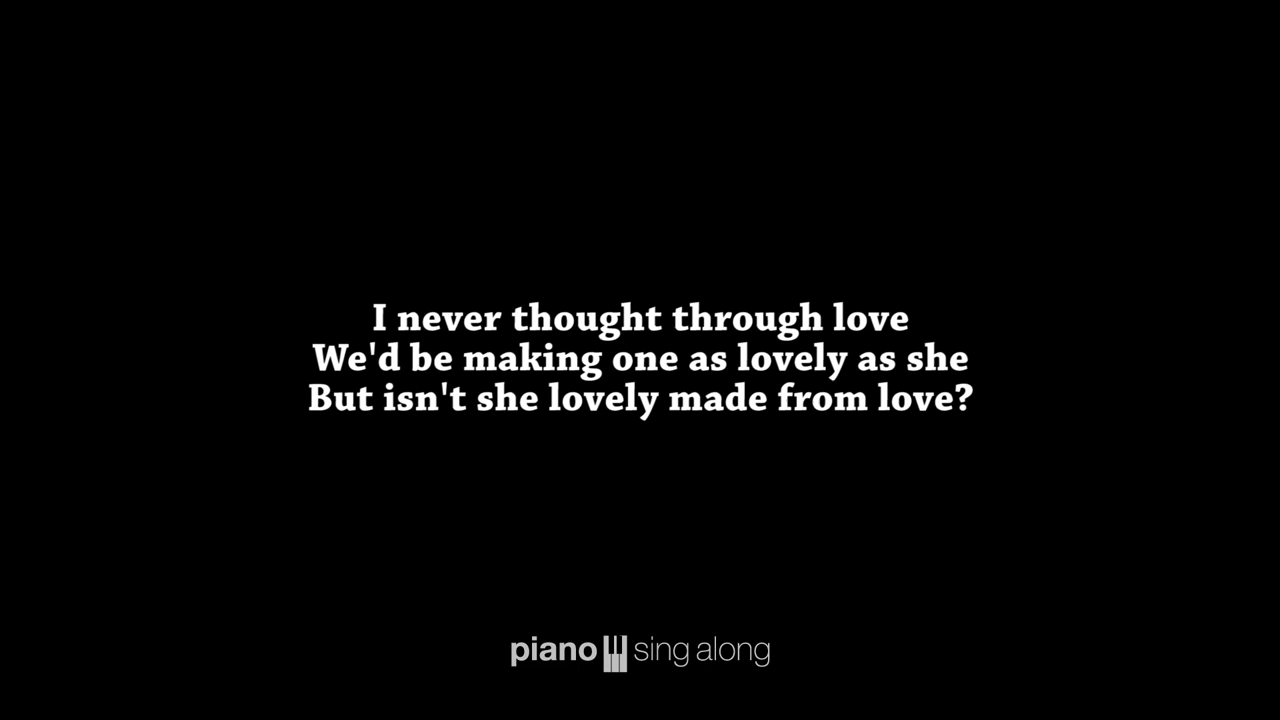 I never thought through love
We'd be making one as lovely as she
But isn't she lovely made from love?
piano sing along